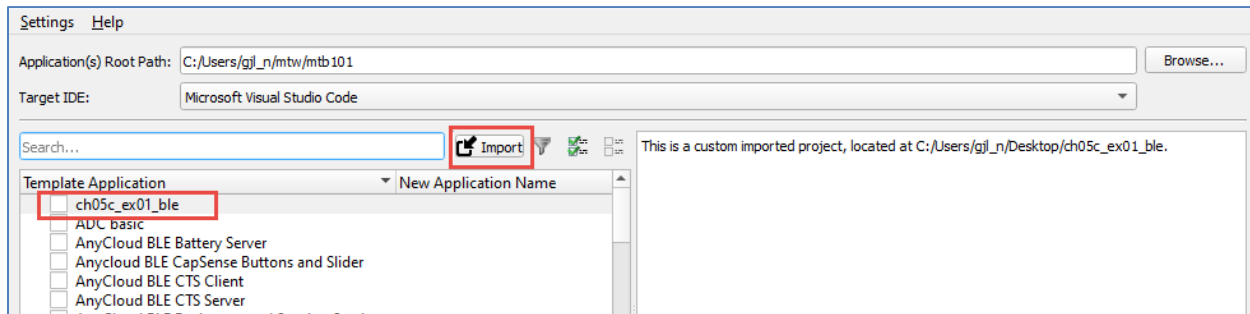 Settings Help
Application(s) Root Path: C:/Users/gjl_n/mtw/mtb101 Browse...
Target IDE: Microsoft Visual Studio Code
Search... Import
This is a custom imported project, located at C:/Users/gjl_n/Desktop/ch05c_ex01_ble.
Template Application New Application Name
ch05c_ex01_ble
ADC basic
AnyCloud BLE Battery Server
Anycloud BLE CapSense Buttons and Slider
AnyCloud BLE CTS Client
AnyCloud BLE CTS Server